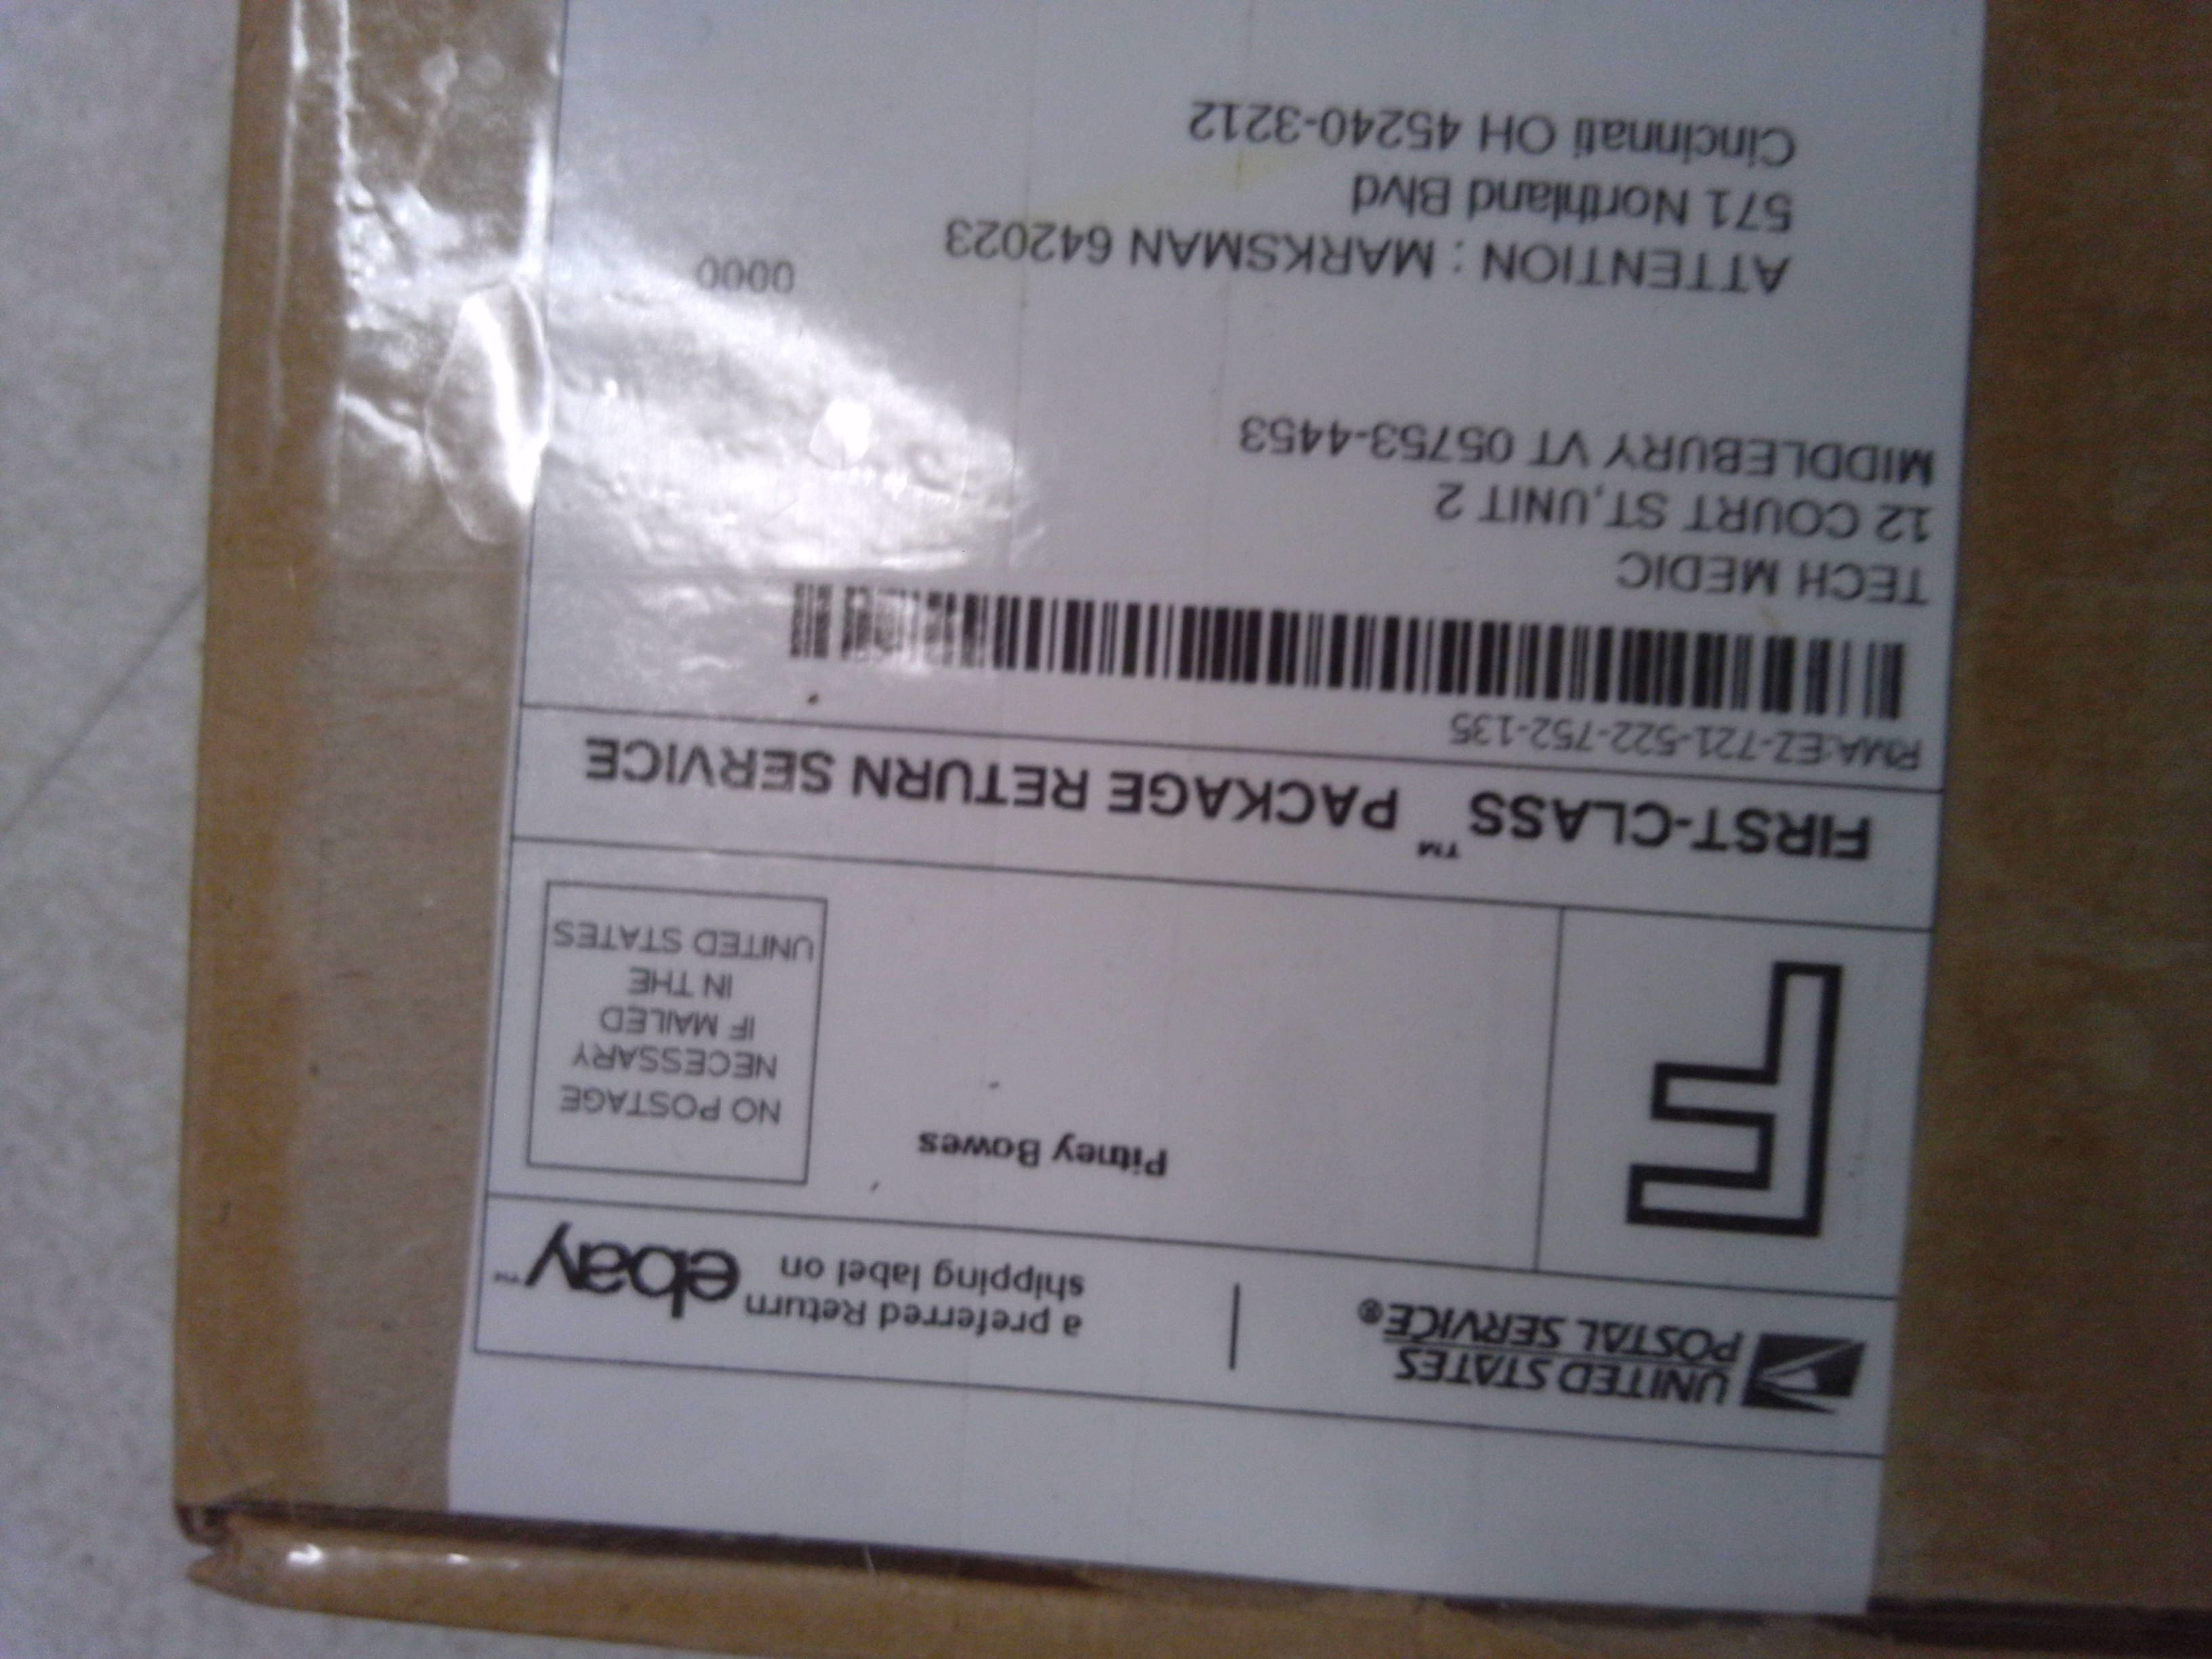 UNITED STATES
POSTAL SERVICE®
a preferred Return
shipping label on
ebay™
F
Pitney Bowes
NO POSTAGE
NECESSARY
IF MAILED
IN THE
UNITED STATES
FIRST-CLASS™ PACKAGE RETURN SERVICE
RMA:EZ-721-522-752-135
TECH MEDIC
12 COURT ST,UNIT 2
MIDDLEBURY VT 05753-4453
0000
ATTENTION : MARKSMAN 642023
571 Northland Blvd
Cincinnati OH 45240-3212